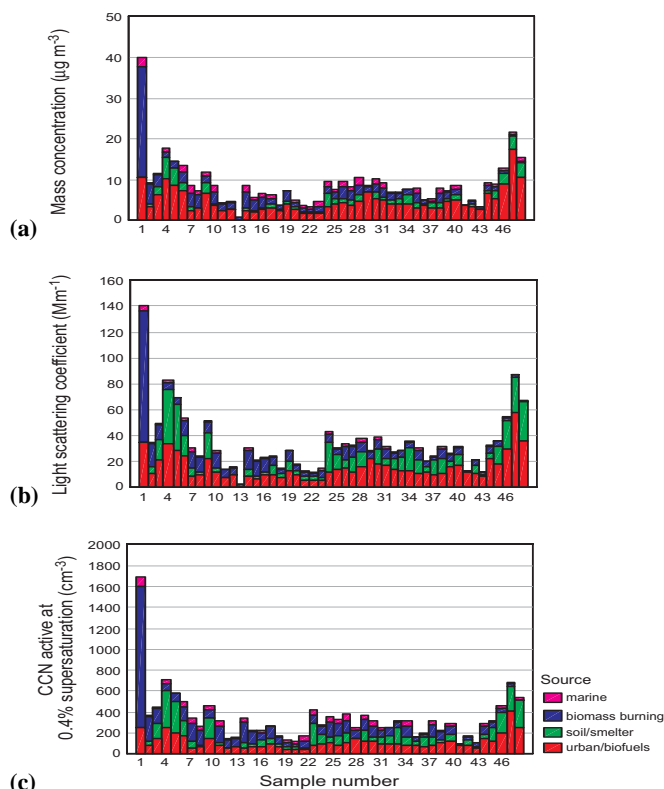 50
40
30
20
10
0
Mass concentration (μg m-3)
1 4 7 10 13 16 19 22 25 28 31 34 37 40 43 46
(a)
160
140
120
100
80
60
40
20
0
Light scattering coefficient (Mm-1)
1 4 7 10 13 16 19 22 25 28 31 34 37 40 43 46
(b)
2000
1800
1600
1400
1200
1000
800
600
400
200
0
CCN active at
0.4% supersaturation (cm-3)
1 4 7 10 13 16 19 22 25 28 31 34 37 40 43 46
Source
marine
biomass burning
soil/smelter
urban/biofuels
(c)
Sample number